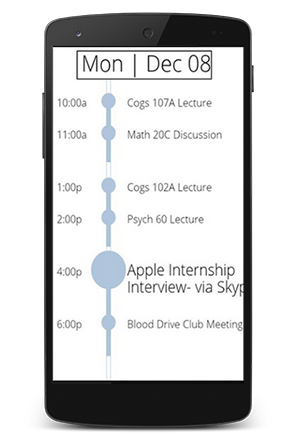 Mon | Dec 08
10:00a Cogs 107A Lecture
11:00a Math 20C Discussion
1:00p Cogs 102A Lecture
2:00p Psych 60 Lecture
4:00p Apple Internship
Interview- via Skyp
6:00p Blood Drive Club Meeting